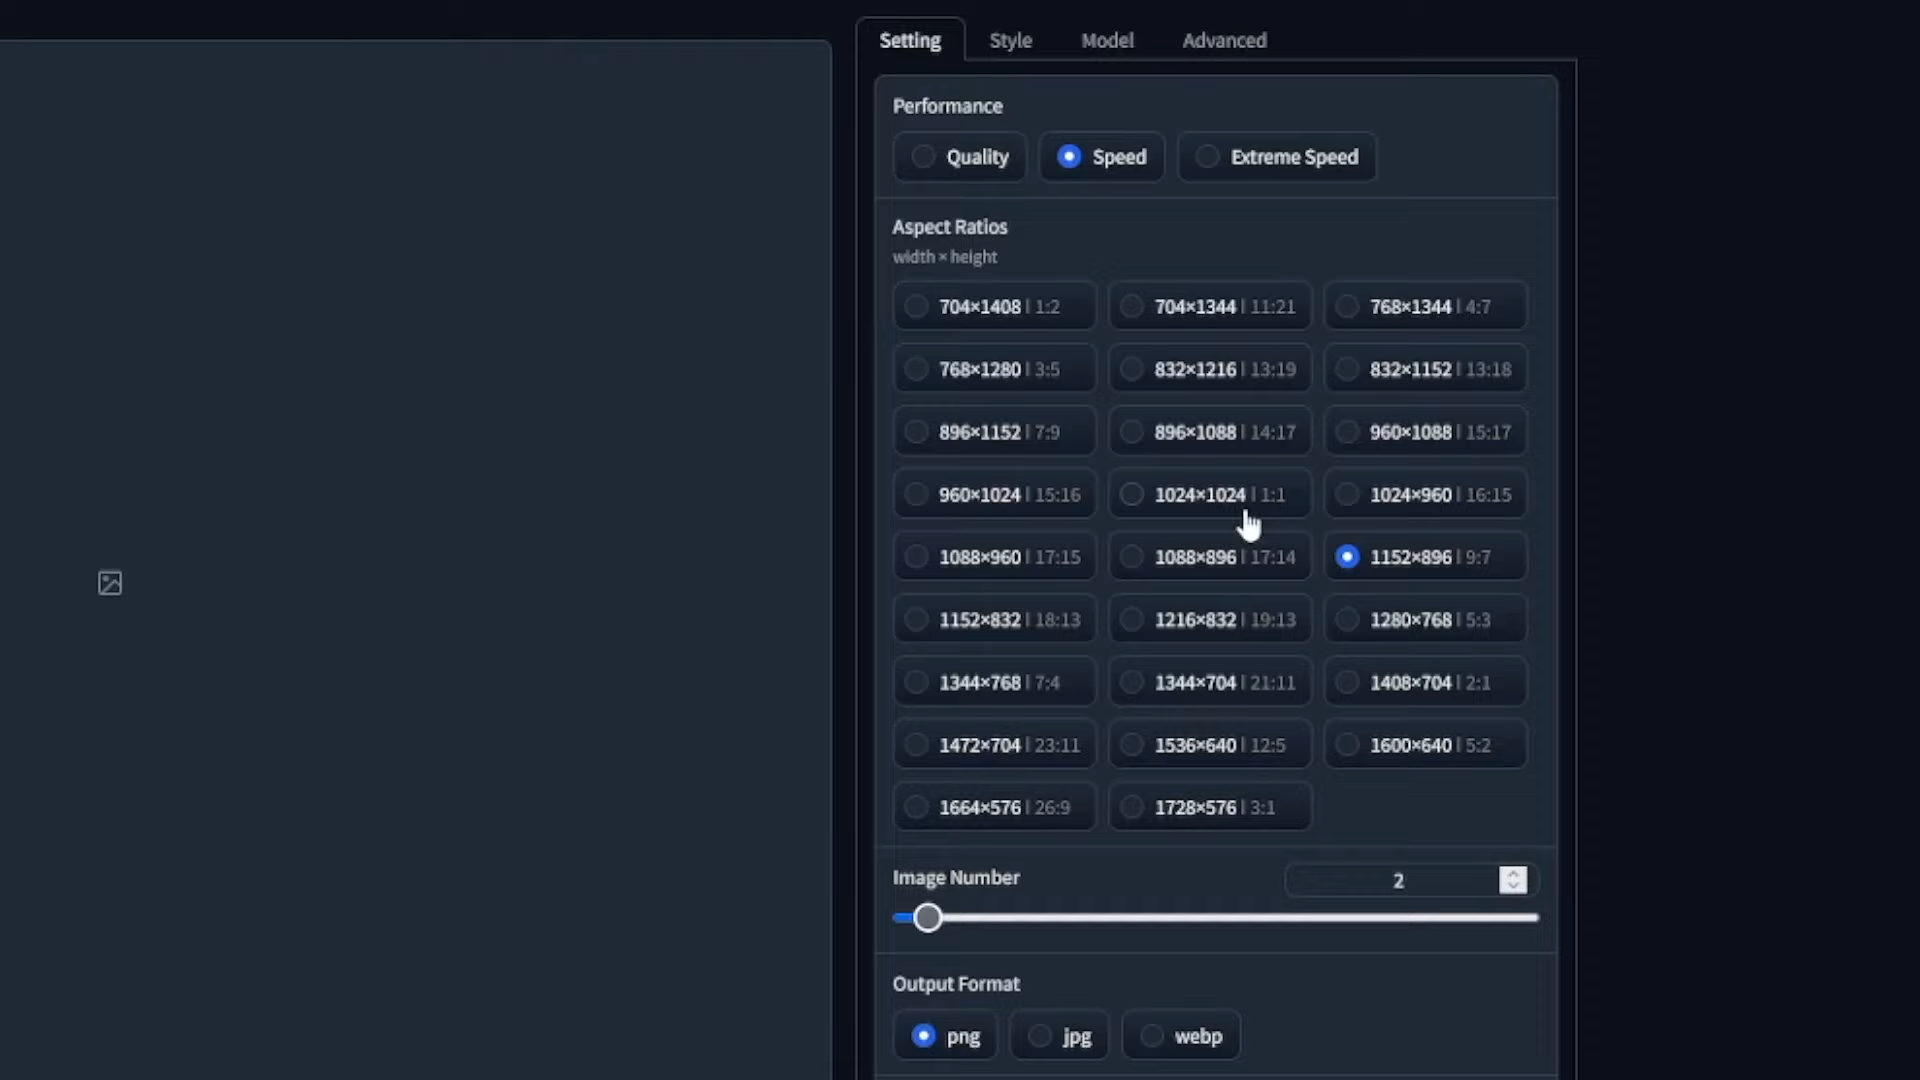 Setting Style Model Advanced
Performance
Quality Speed Extreme Speed
Aspect Ratios
width × height
704×1408 | 1:2 704×1344 | 11:21 768×1344 | 4:7
768×1280 | 3:5 832×1216 | 13:19 832×1152 | 13:18
896×1152 | 7:9 896×1088 | 14:17 960×1088 | 15:17
960×1024 | 15:16 1024×1024 | 1:1 1024×960 | 16:15
1088×960 | 17:15 1088×896 | 17:14 1152×896 | 9:7
1152×832 | 18:13 1216×832 | 19:13 1280×768 | 5:3
1344×768 | 7:4 1344×704 | 21:11 1408×704 | 2:1
1472×704 | 23:11 1536×640 | 12:5 1600×640 | 5:2
1664×576 | 26:9 1728×576 | 3:1
Image Number 2
Output Format
png jpg webp